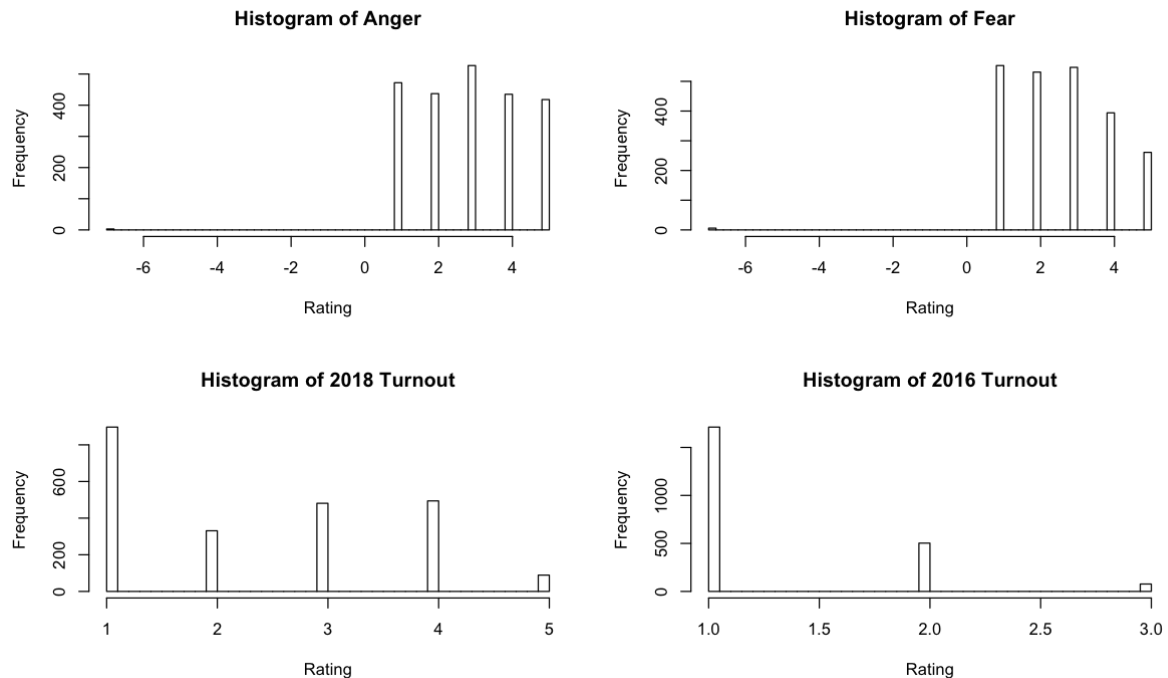 Histogram of Anger
Frequency
0
200
400
-6 -4 -2 0 2 4
Rating
Histogram of Fear
Frequency
0
200
400
-6 -4 -2 0 2 4
Rating
Histogram of 2018 Turnout
Frequency
0
200
600
1 2 3 4 5
Rating
Histogram of 2016 Turnout
Frequency
0
500
1000
1.0 1.5 2.0 2.5 3.0
Rating